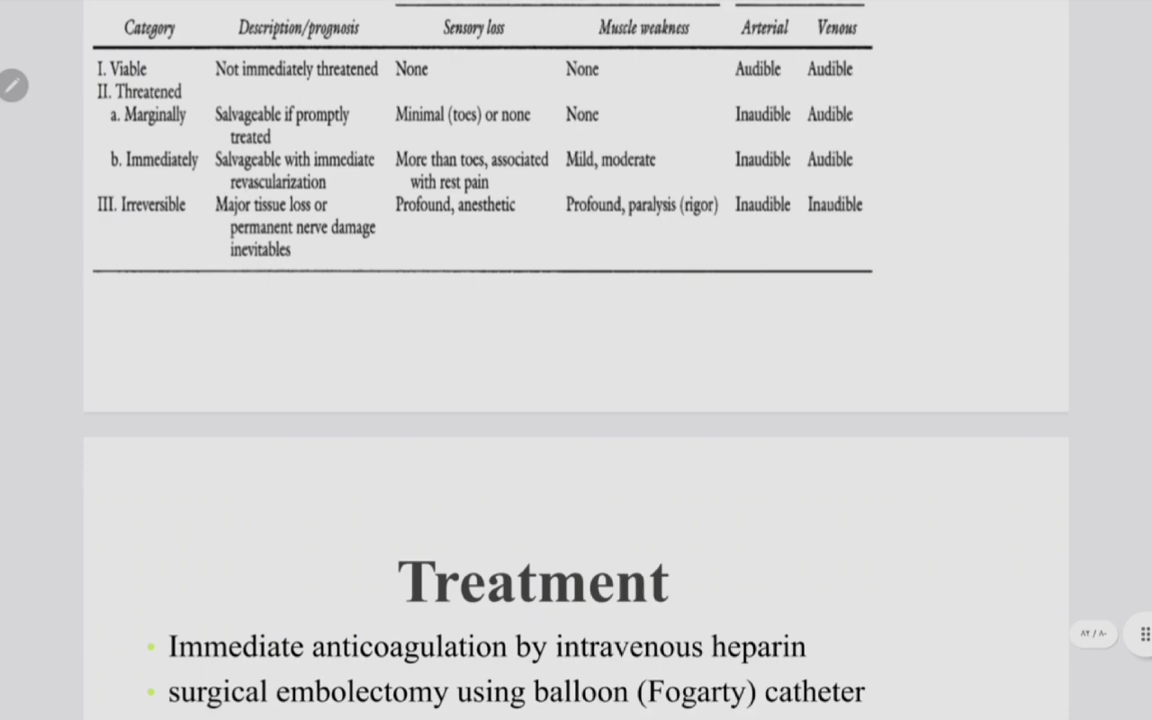 Category Description/prognosis Sensory loss Muscle weakness Arterial Venous
I. Viable Not immediately threatened None None Audible Audible
II. Threatened
a. Marginally Salvageable if promptly Minimal (toes) or none None Inaudible Audible
treated
b. Immediately Salvageable with immediate More than toes, associated Mild, moderate Inaudible Audible
revascularization with rest pain
III. Irreversible Major tissue loss or Profound, anesthetic Profound, paralysis (rigor) Inaudible Inaudible
permanent nerve damage
inevitables
Treatment
• Immediate anticoagulation by intravenous heparin
• surgical embolectomy using balloon (Fogarty) catheter